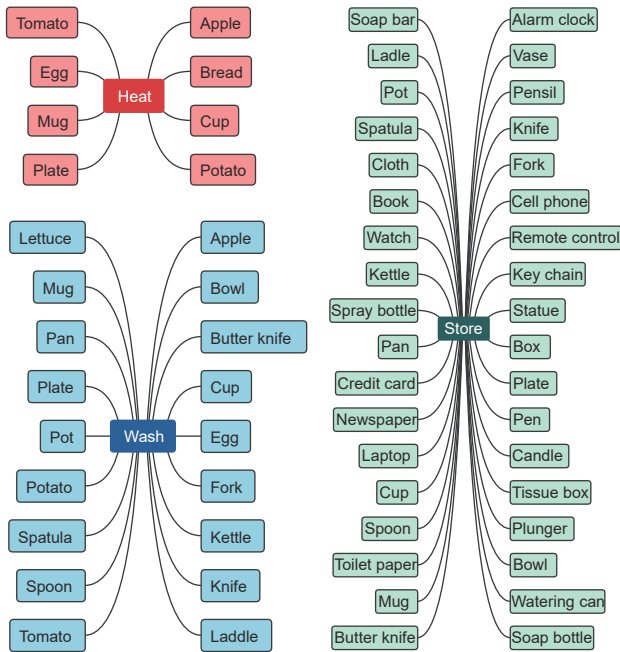 Tomato
Egg
Mug
Plate
Heat
Apple
Bread
Cup
Potato
Lettuce
Mug
Pan
Plate
Pot
Potato
Spatula
Spoon
Tomato
Wash
Apple
Bowl
Butter knife
Cup
Egg
Fork
Kettle
Knife
Laddle
Soap bar
Ladle
Pot
Spatula
Cloth
Book
Watch
Kettle
Spray bottle
Pan
Credit card
Newspaper
Laptop
Cup
Spoon
Toilet paper
Mug
Butter knife
Store
Alarm clock
Vase
Pensil
Knife
Fork
Cell phone
Remote control
Key chain
Statue
Box
Plate
Pen
Candle
Tissue box
Plunger
Bowl
Watering can
Soap bottle